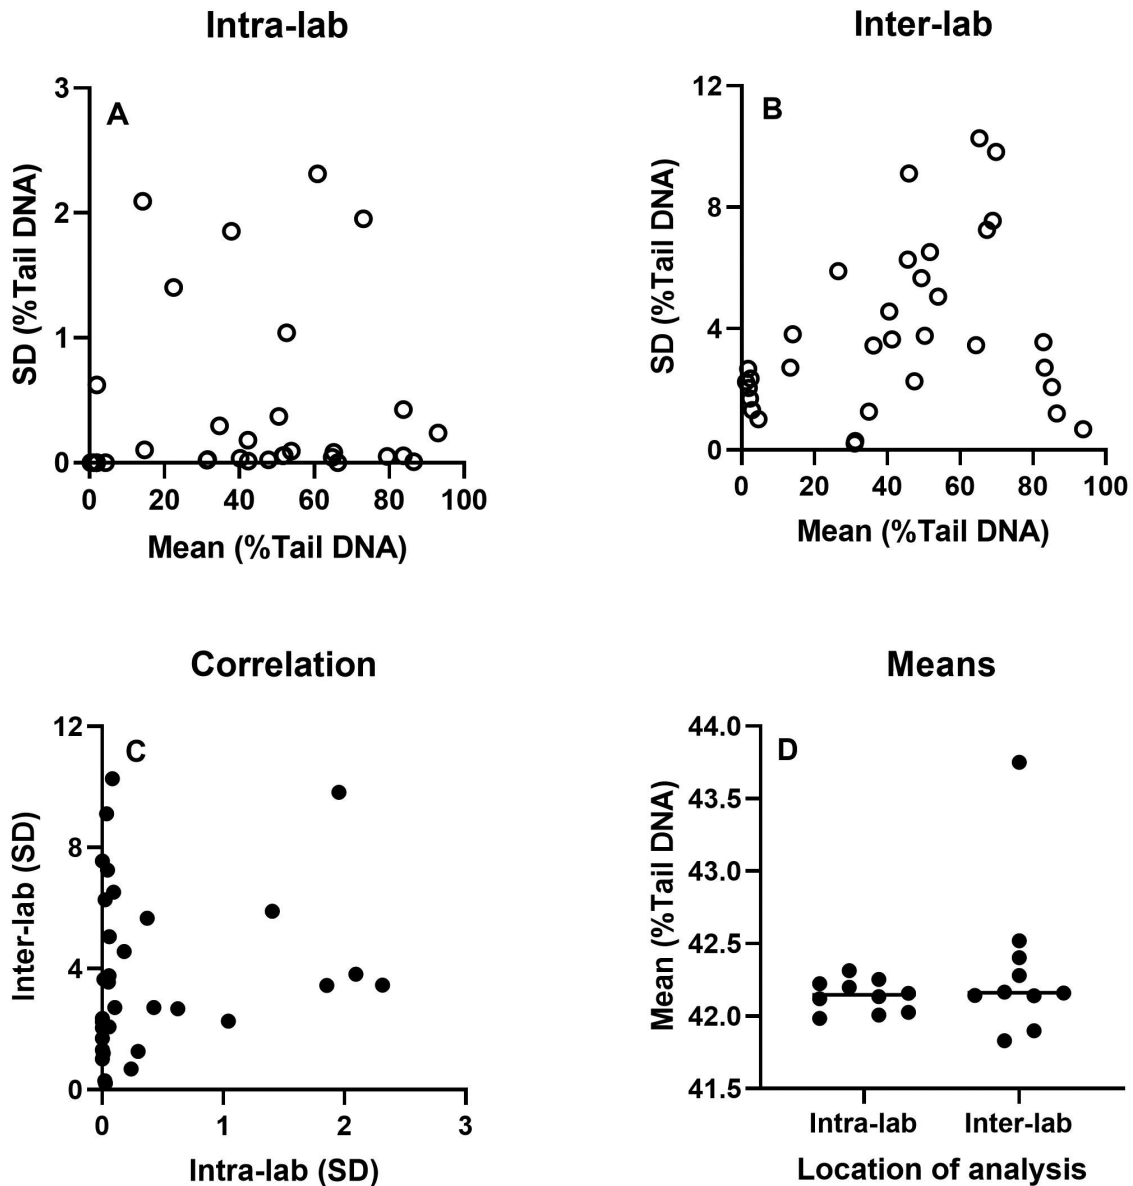 Intra-lab
A
SD (%Tail DNA)
3
2
1
0
0 20 40 60 80 100
Mean (%Tail DNA)
Inter-lab
B
SD (%Tail DNA)
12
8
4
0
0 20 40 60 80 100
Mean (%Tail DNA)
Correlation
C
Inter-lab (SD)
12
8
4
0
0 1 2 3
Intra-lab (SD)
Means
D
Mean (%Tail DNA)
44.0
43.5
43.0
42.5
42.0
41.5
Intra-lab Inter-lab
Location of analysis